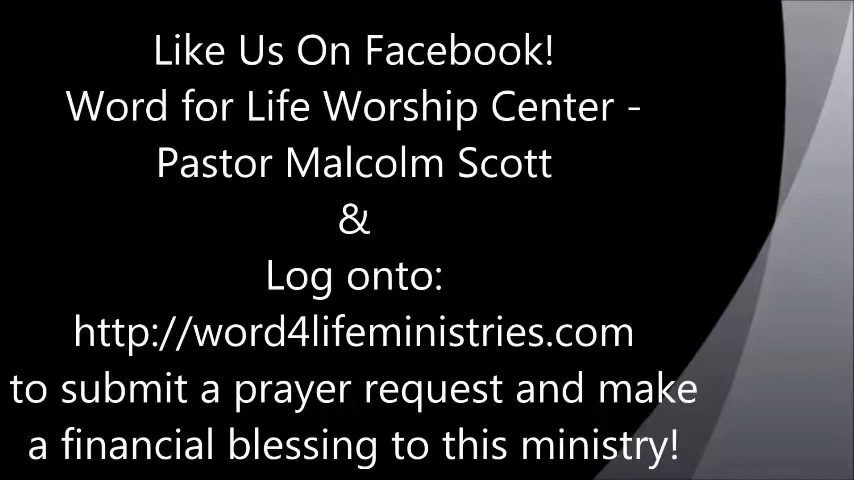 Like Us On Facebook!
Word for Life Worship Center -
Pastor Malcolm Scott
&
Log onto:
http://word4lifeministries.com
to submit a prayer request and make
a financial blessing to this ministry!